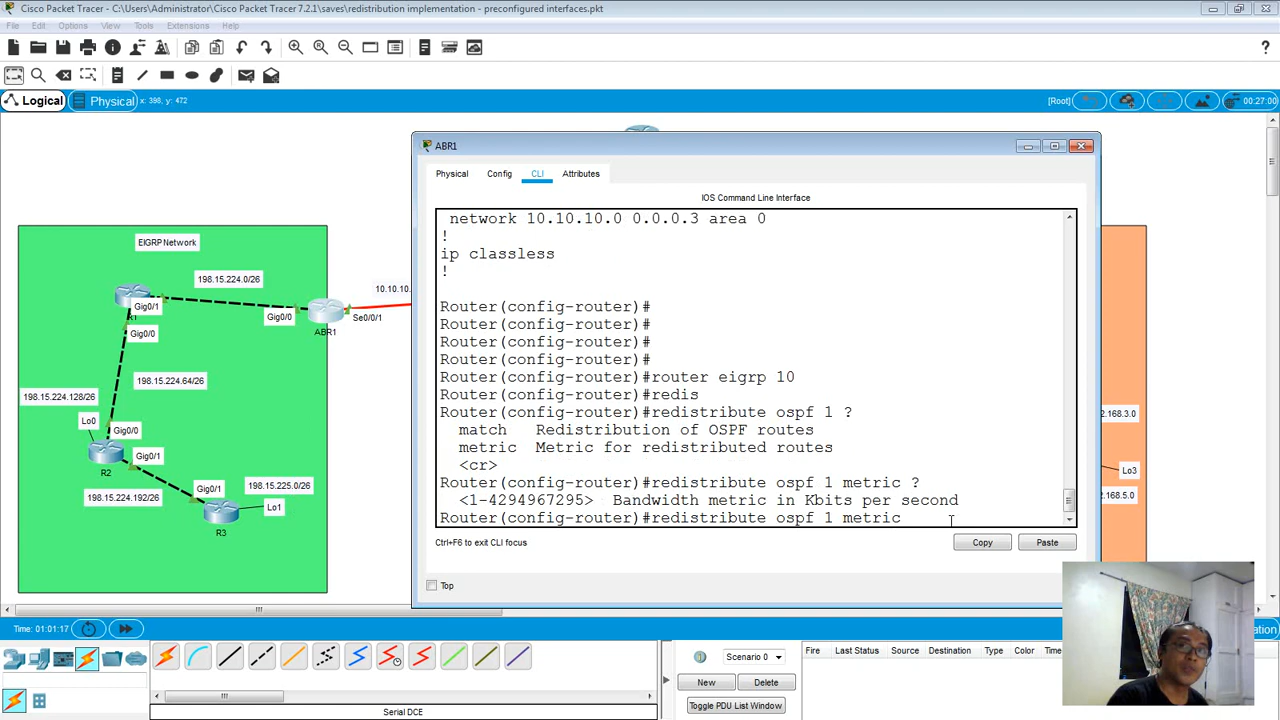 Cisco Packet Tracer - C:\Users\Administrator\Cisco Packet Tracer 7.2.1\saves\redistribution implementation - preconfigured interfaces.pkt
File Edit Options View Tools Extensions Help
?
Logical Physical x: 398, y: 472 [Root] 00:27:00
ABR1
Physical Config CLI Attributes
IOS Command Line Interface
network 10.10.10.0 0.0.0.3 area 0
!
ip classless
!
Router(config-router)#
Router(config-router)#
Router(config-router)#
Router(config-router)#
Router(config-router)#router eigrp 10
Router(config-router)#redis
Router(config-router)#redistribute ospf 1 ?
match Redistribution of OSPF routes
metric Metric for redistributed routes
<cr>
Router(config-router)#redistribute ospf 1 metric ?
<1-4294967295> Bandwidth metric in Kbits per second
Router(config-router)#redistribute ospf 1 metric
Ctrl+F6 to exit CLI focus
Copy
Paste
Top
EIGRP Network
198.15.224.0/26
10.10.10.
Gig0/1
Gig0/0
Se0/0/1
ABR1
Gig0/0
198.15.224.64/26
198.15.224.128/26
Lo0
Gig0/0
R2
Gig0/1
198.15.224.192/26
Gig0/1
198.15.225.0/26
Lo1
R3
.168.3.0
Lo3
168.5.0
Time: 01:01:17
Scenario 0
New
Delete
Toggle PDU List Window
Fire Last Status Source Destination Type Color Time
Serial DCE